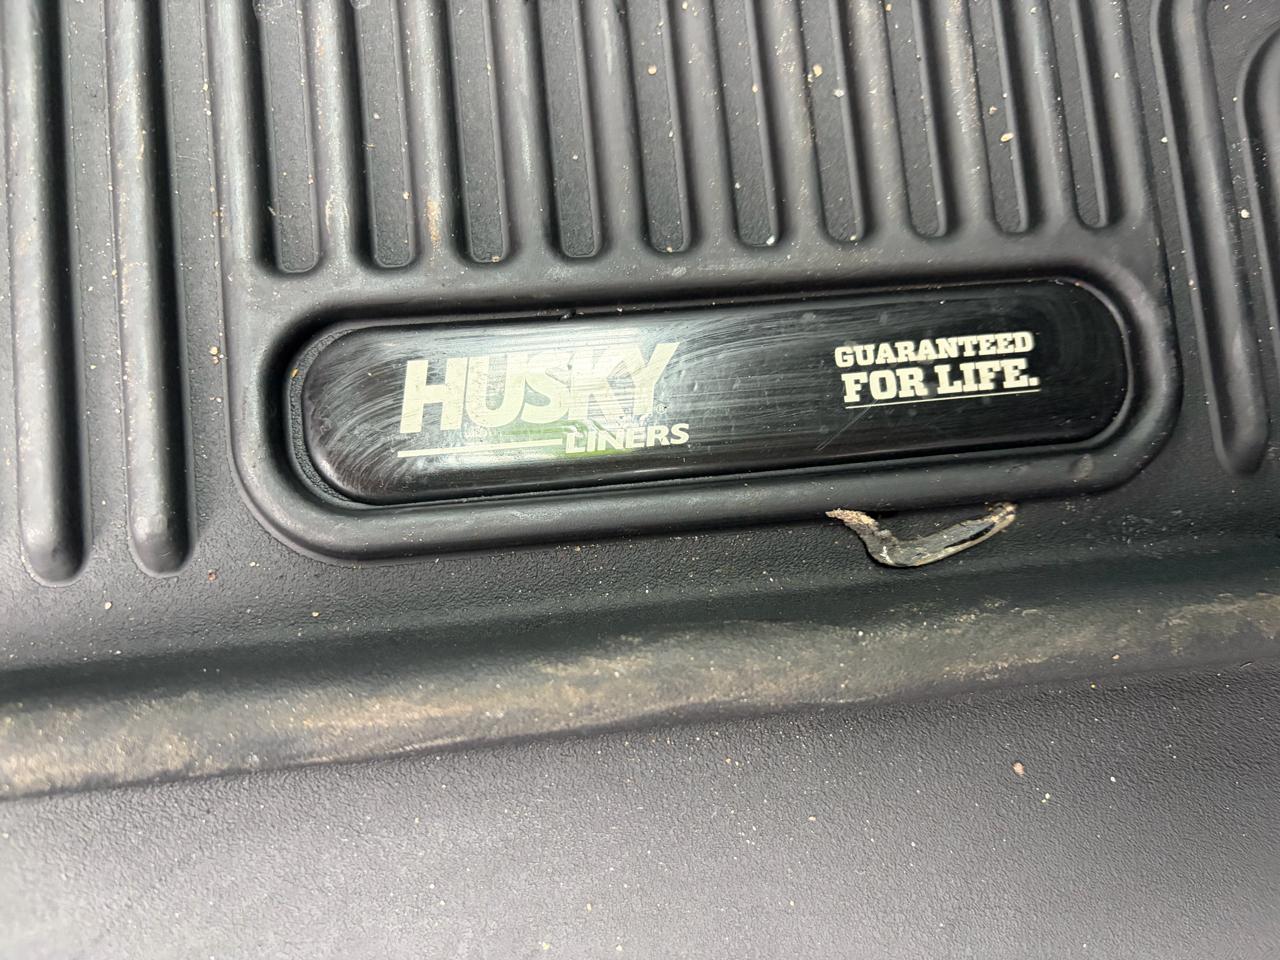 HUSKY
LINERS
GUARANTEED
FOR LIFE.